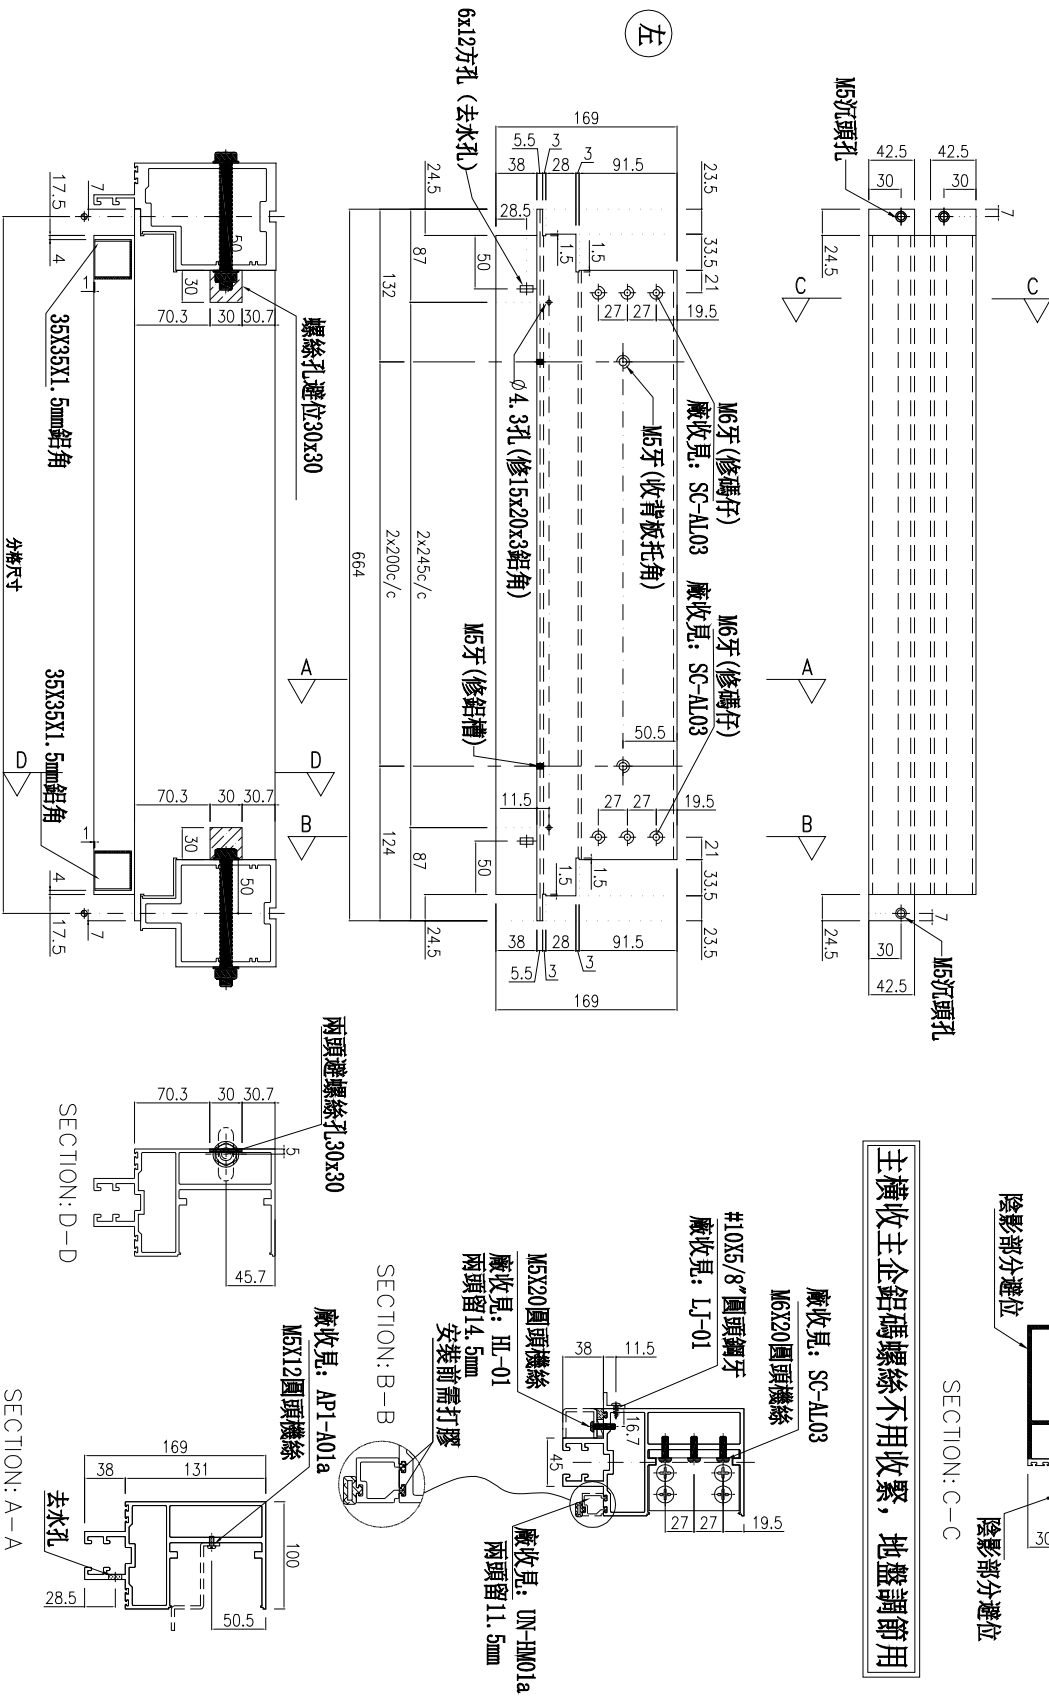 左
6x12方孔 (去水孔)
M5沉頭孔
42.5
42.5
30
30
7
24.5
C
C
169
5.5
3
3
38
28
91.5
23.5
33.5
21
24.5
28.5
50
87
132
1.5
1.5
27
27
19.5
M6牙(修碼仔)
廠收見: SC-AL03
M5牙(收背板托角)
Ø4.3孔(修15x20x3鋁角)
2x245c/c
2x200c/c
664
M6牙(修碼仔)
廠收見: SC-AL03
M5牙(修鋁槽)
50.5
11.5
27
27
19.5
A
A
B
B
D
D
124
87
50
1.5
1.5
21
33.5
23.5
24.5
38
28
91.5
5.5
3
3
169
7
24.5
30
42.5
M5沉頭孔
17.5
7
4
1
50
30
70.3
30
30.7
螺絲孔避位30x30
35X35X1.5mm鋁角
分格尺寸
35X35X1.5mm鋁角
70.3
30
30.7
30
50
1
4
7
17.5
兩頭避螺絲孔30x30
70.3
30
30.7
5
45.7
SECTION: D-D
主橫收主企鋁碼螺絲不用收緊, 地盤調節用
陰影部分避位
陰影部分避位
30
SECTION: C-C
廠收見: SC-AL03
M6X20圓頭機絲
#10X5/8"圓頭鋼牙
廠收見: LJ-01
M5X20圓頭機絲
廠收見: HL-01
兩頭留14.5mm
安裝前需打膠
38
11.5
16.7
45
27
27
19.5
廠收見: UN-HM01a
兩頭留11.5mm
SECTION: B-B
廠收見: AP1-A01a
M5X12圓頭機絲
169
38
131
100
去水孔
28.5
50.5
SECTION: A-A